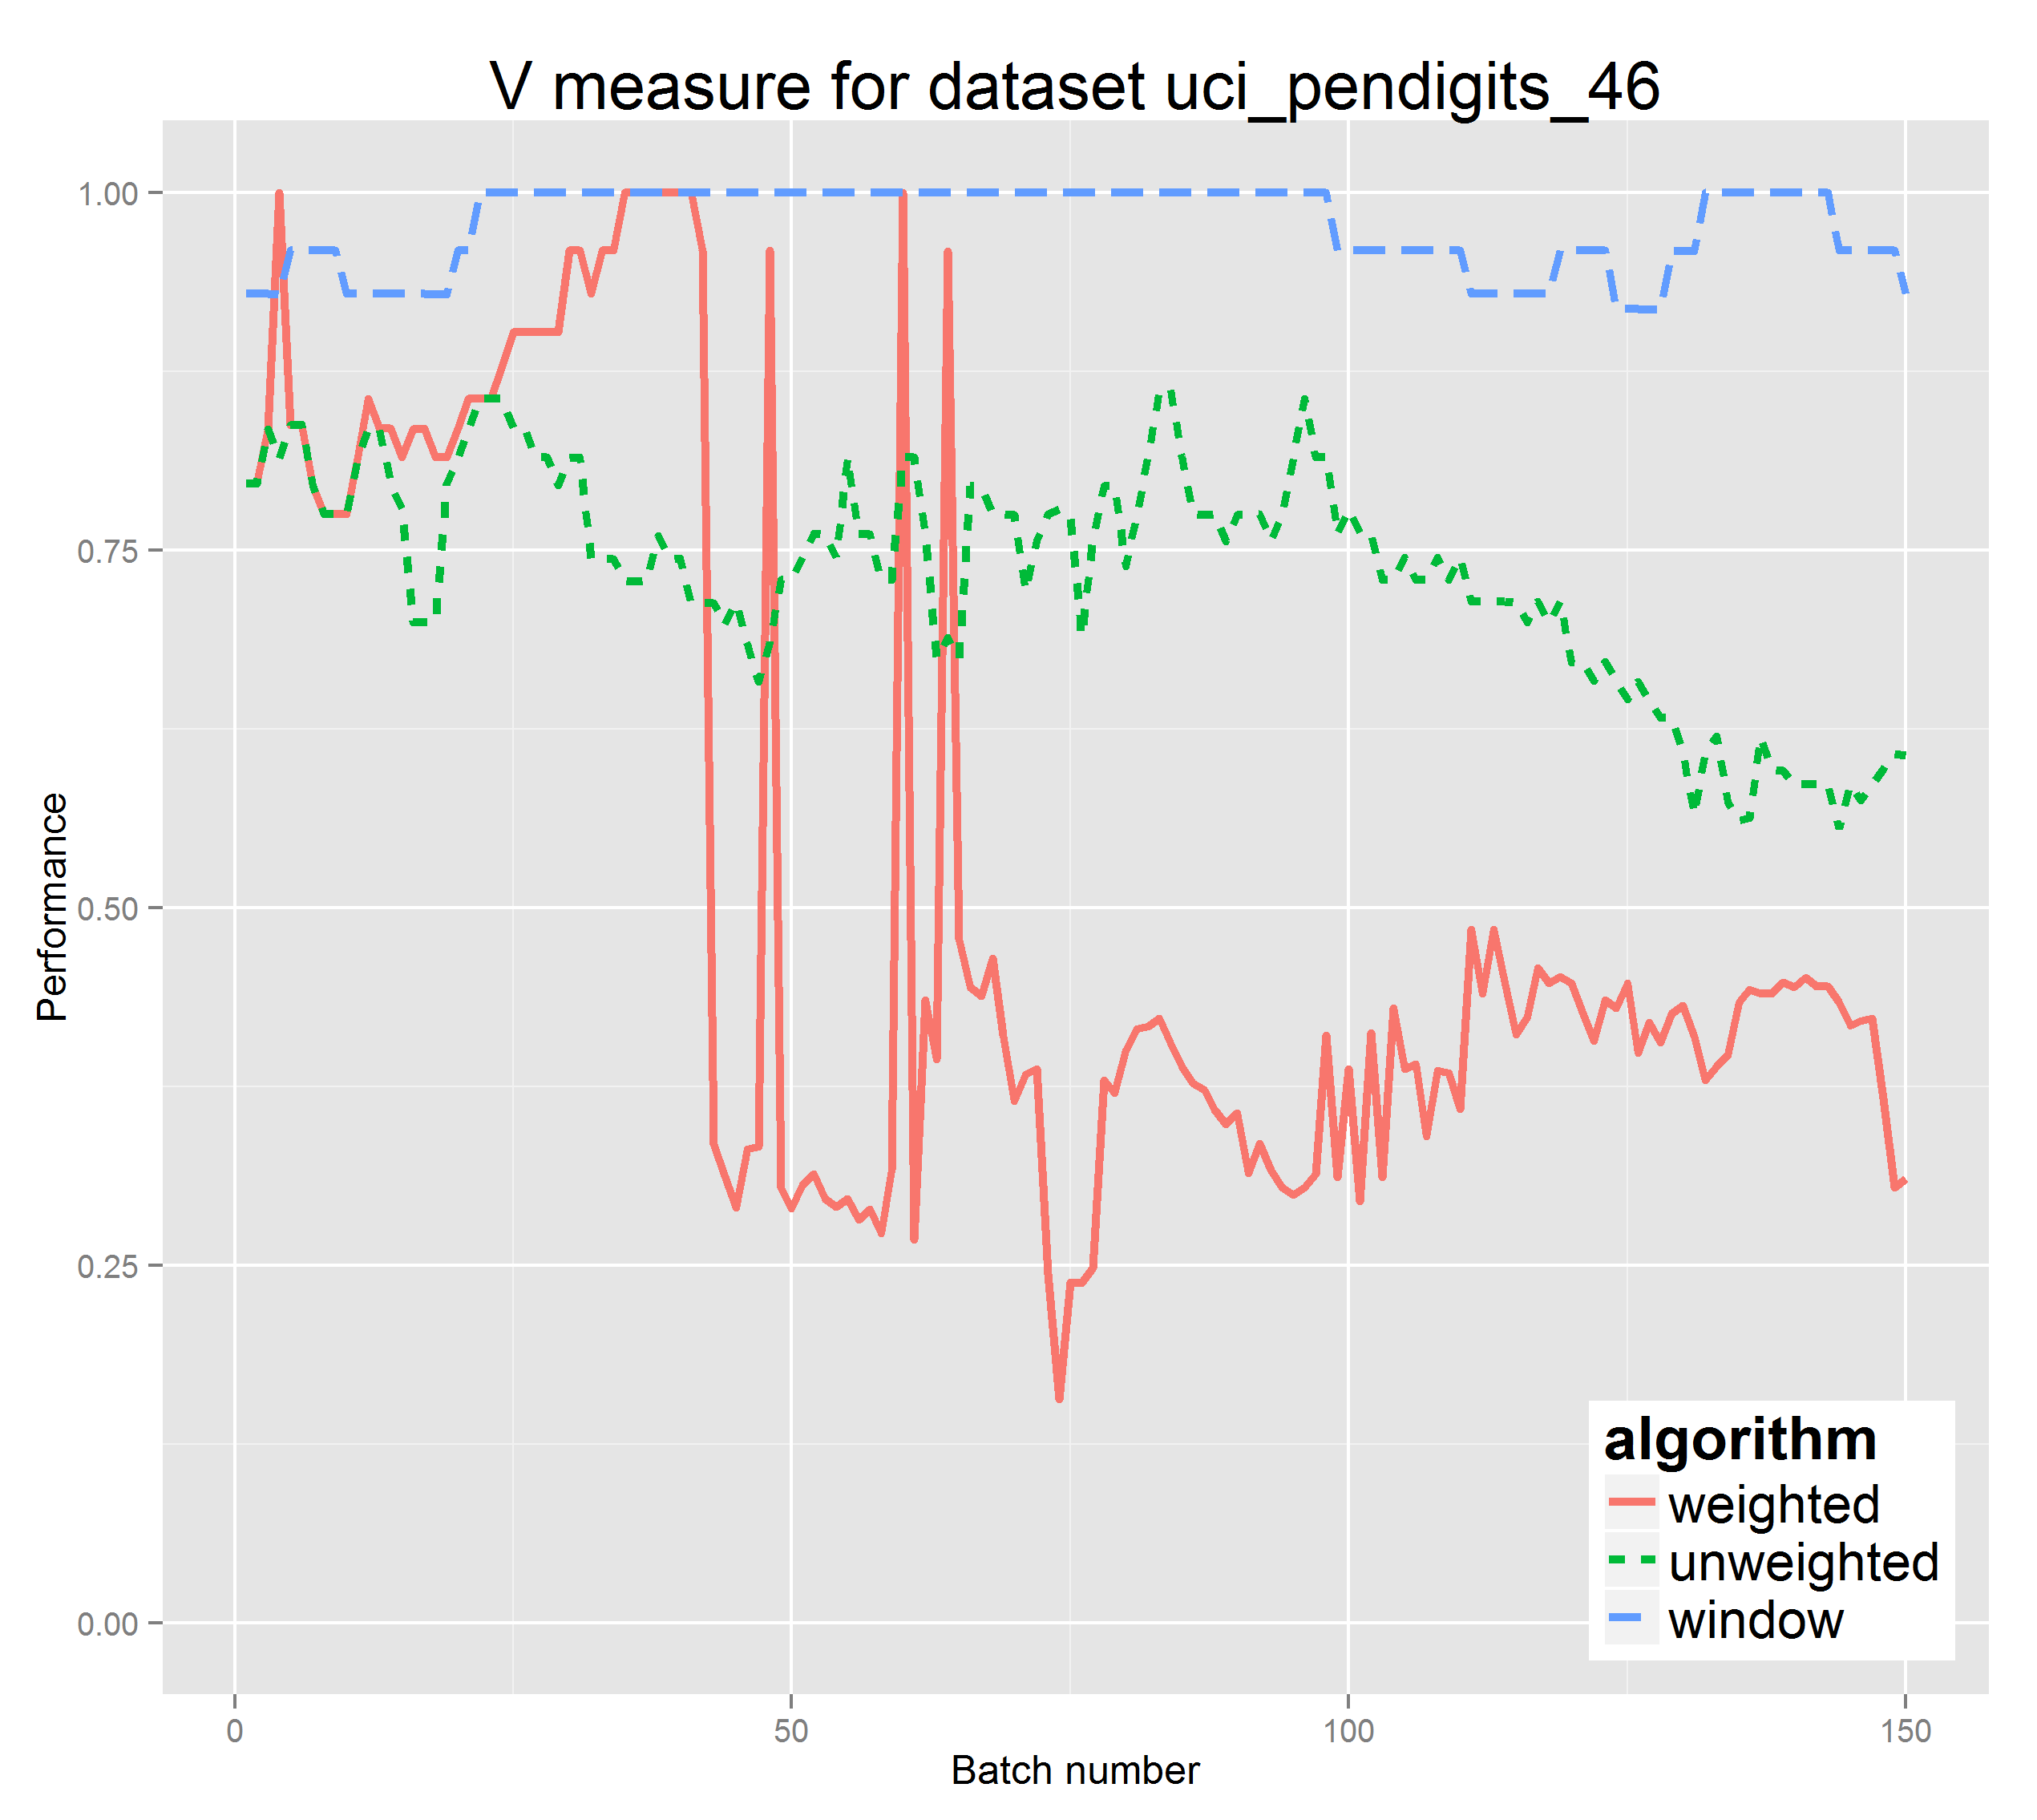 V measure for dataset uci_pendigits_46
Performance
1.00
0.75
0.50
0.25
0.00
algorithm
weighted
unweighted
window
0 50 100 150
Batch number